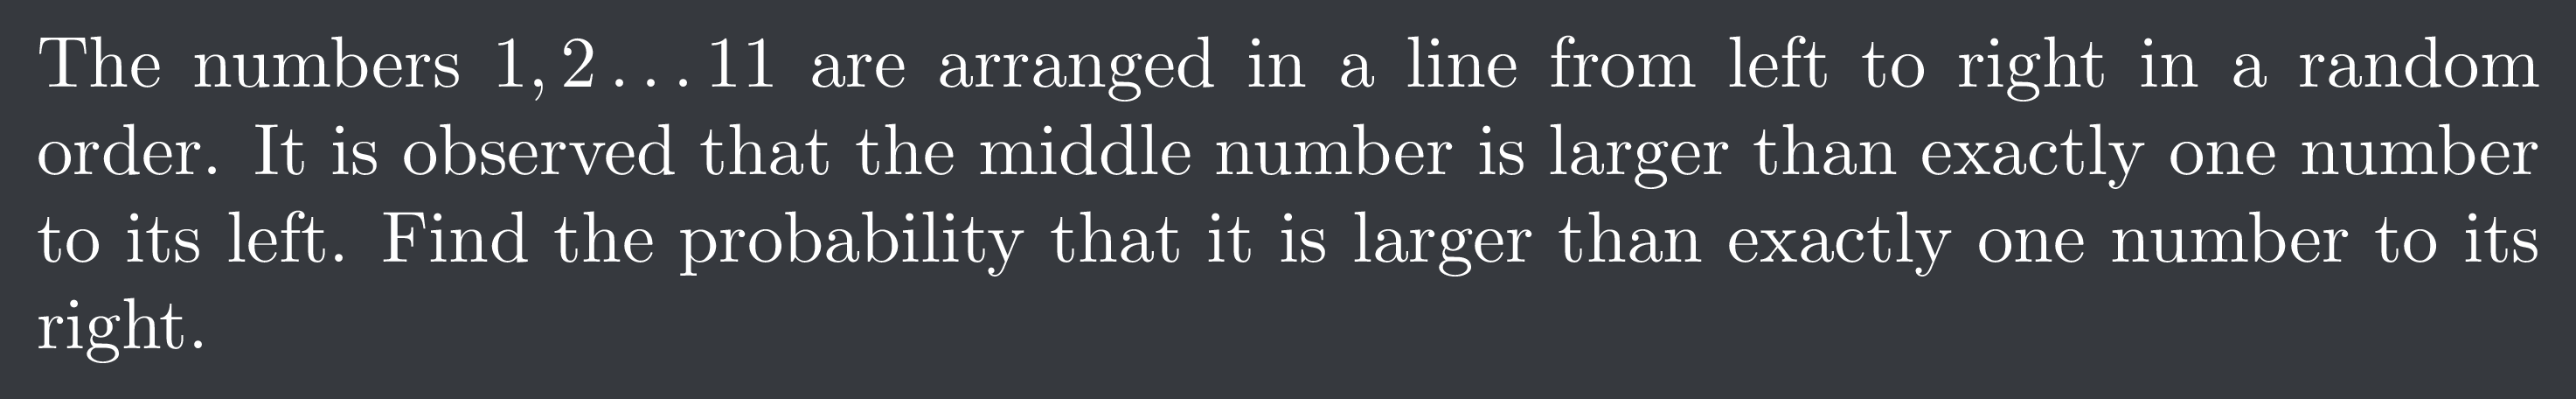 The numbers 1, 2 . . . 11 are arranged in a line from left to right in a random
order. It is observed that the middle number is larger than exactly one number
to its left. Find the probability that it is larger than exactly one number to its
right.